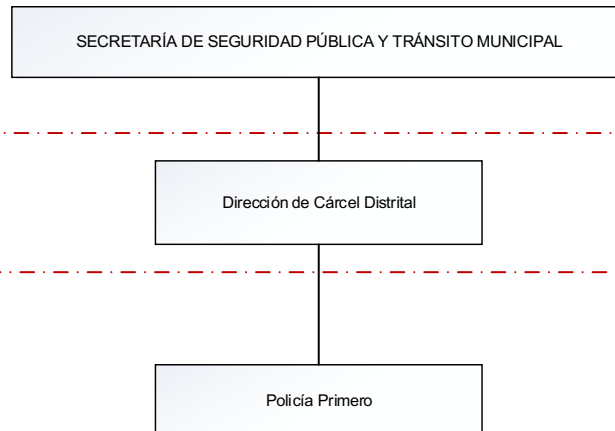 SECRETARÍA DE SEGURIDAD PÚBLICA Y TRÁNSITO MUNICIPAL
Dirección de Cárcel Distrital
Policía Primero